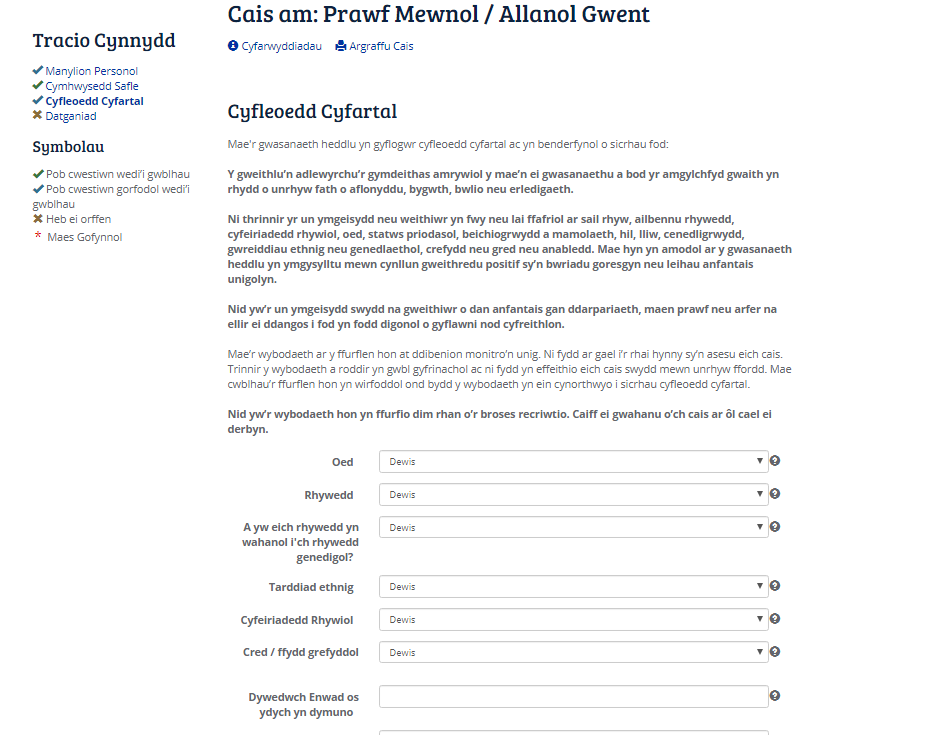 Cais am: Prawf Mewnol / Allanol Gwent
Cyfarwyddiadau Argraffu Cais
Tracio Cynnydd
Manylion Personol
Cymhwysedd Safle
Cyfleoedd Cyfartal
Datganiad
Symbolau
Pob cwestiwn wedi'i gwblhau
Pob cwestiwn gorfodol wedi'i
gwblhau
Heb ei orffen
* Maes Gofynnol
Cyfleoedd Cyfartal
Mae'r gwasanaeth heddlu yn gyflogwr cyfleoedd cyfartal ac yn benderfynol o sicrhau fod:
Y gweithlu’n adlewyrchu’r gymdeithas amrywiol y mae’n ei gwasanaethu a bod yr amgylchfyd gwaith yn
rhydd o unrhyw fath o aflonyddu, bygwth, bwlio neu erledigaeth.
Ni thrinnir yr un ymgeisydd neu weithiwr yn fwy neu lai ffafriol ar sail rhyw, ailbennu rhywedd,
cyfeiriadedd rhywiol, oed, statws priodasol, beichiogrwydd a mamolaeth, hil, lliw, cenedligrwydd,
gwreiddiau ethnig neu genedlaethol, crefydd neu gred neu anabledd. Mae hyn yn amodol ar y gwasanaeth
heddlu yn ymgysylltu mewn cynllun gweithredu positif sy’n bwriadu goresgyn neu leihau anfantais
unigolyn.
Nid yw’r un ymgeisydd swydd na gweithiwr o dan anfantais gan ddarpariaeth, maen prawf neu arfer na
ellir ei ddangos i fod yn fodd digonol o gyflawni nod cyfreithlon.
Mae’r wybodaeth ar y ffurflen hon at ddibenion monitro’n unig. Ni fydd ar gael i’r rhai hynny sy’n asesu eich cais.
Trinnir y wybodaeth a roddir yn gwbl gyfrinachol ac ni fydd yn effeithio eich cais swydd mewn unrhyw ffordd. Mae
cwblhau’r ffurflen hon yn wirfoddol ond bydd y wybodaeth yn ein cynorthwyo i sicrhau cyfleoedd cyfartal.
Nid yw’r wybodaeth hon yn ffurfio dim rhan o’r broses recriwtio. Caiff ei gwahanu o’ch cais ar ôl cael ei
derbyn.
Oed Dewis
Rhywedd Dewis
A yw eich rhywedd yn Dewis
wahanol i'ch rhywedd
genedigol?
Tarddiad ethnig Dewis
Cyfeiriadedd Rhywiol Dewis
Cred / ffydd grefyddol Dewis
Dywedwch Enwad os
ydych yn dymuno